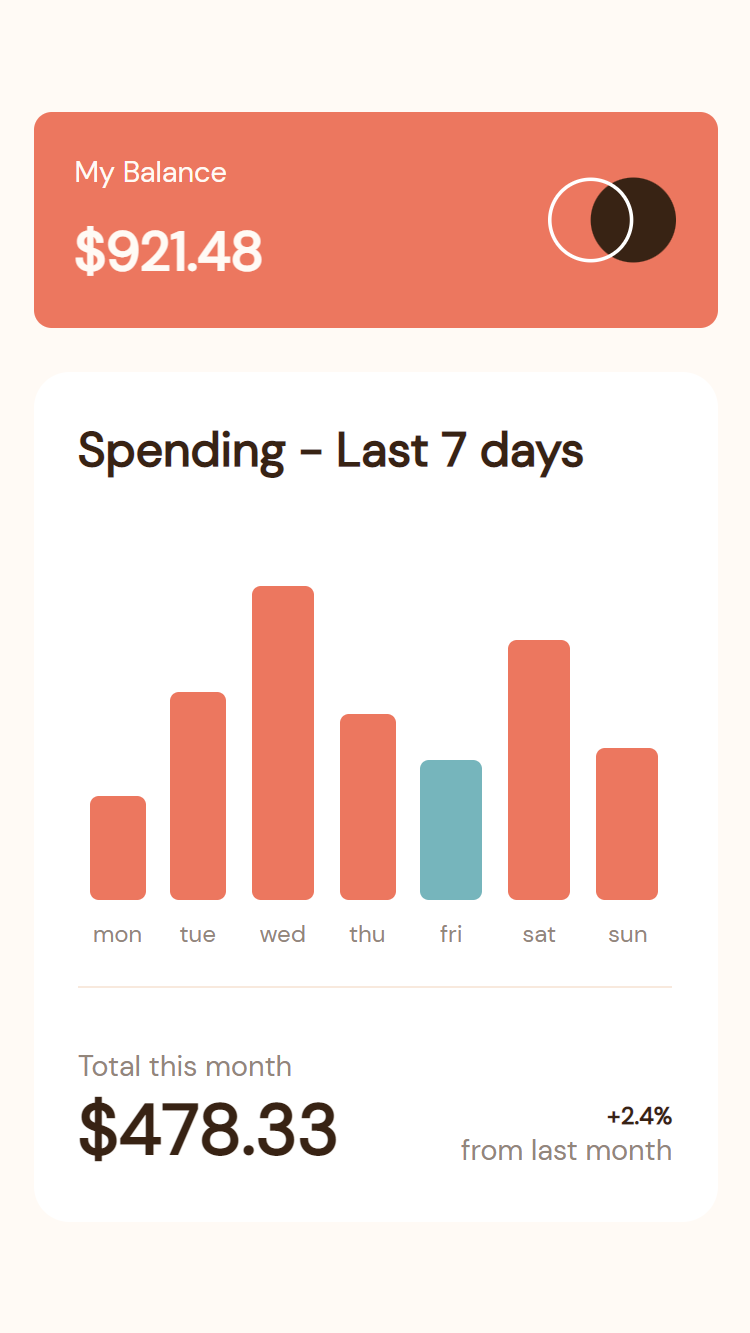 My Balance
$921.48
Spending - Last 7 days
mon tue wed thu fri sat sun
Total this month
$478.33
+2.4%
from last month